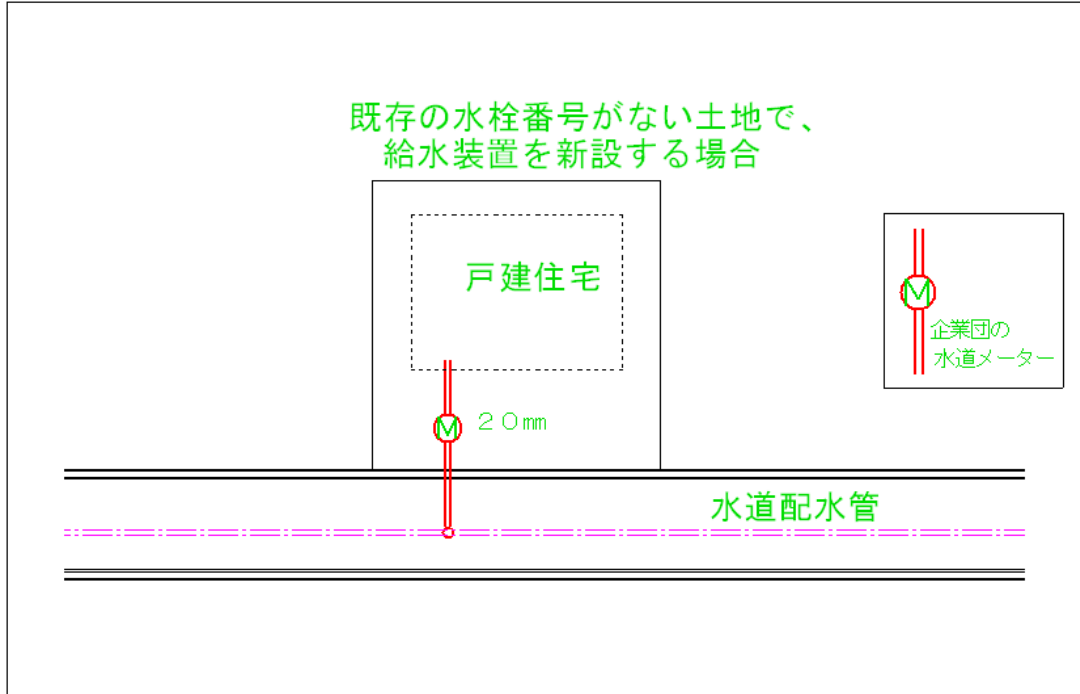 既存の水栓番号がない土地で、
給水装置を新設する場合
戸建住宅
M
企業団の
水道メーター
M
２０mm
水道配水管